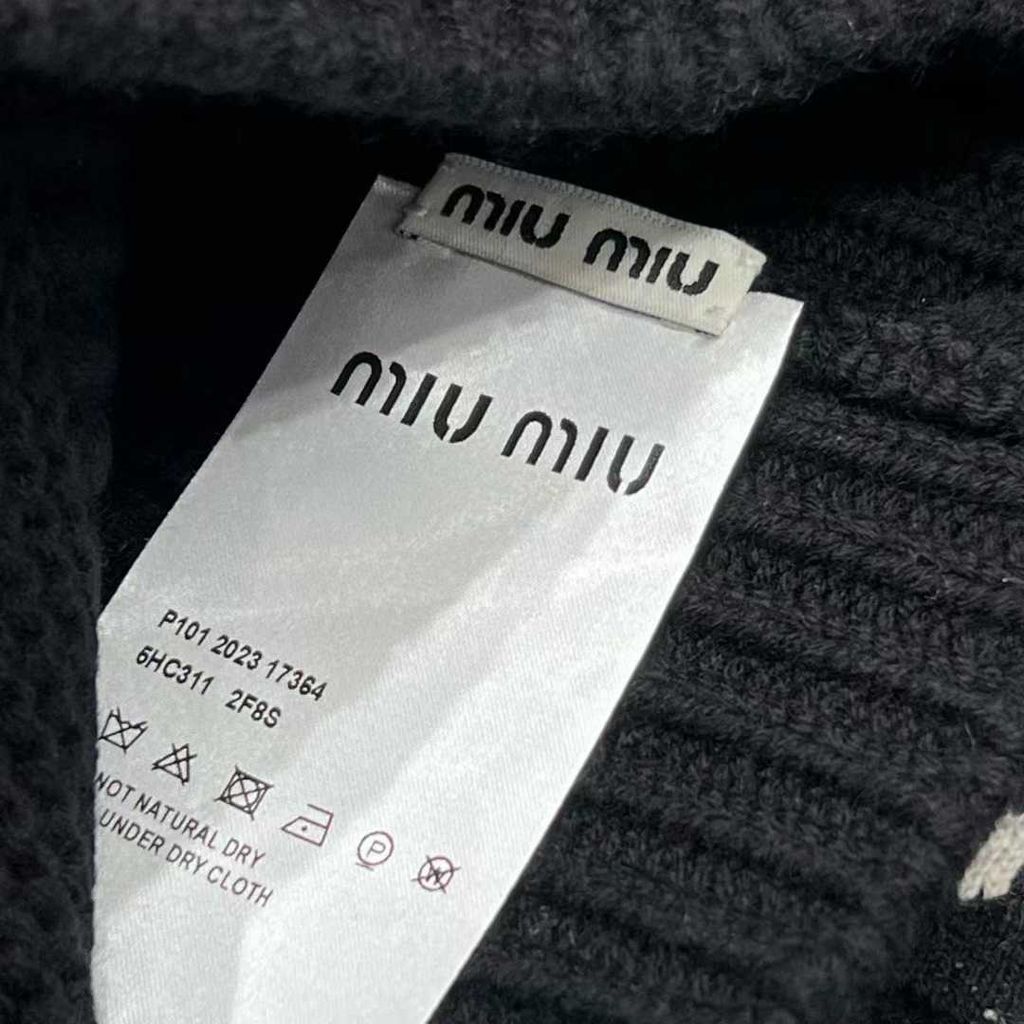 miu miu
miu miu
P101 2023 17364
6HC311 2F8S
P
W
NOT NATURAL DRY
UNDER DRY CLOTH